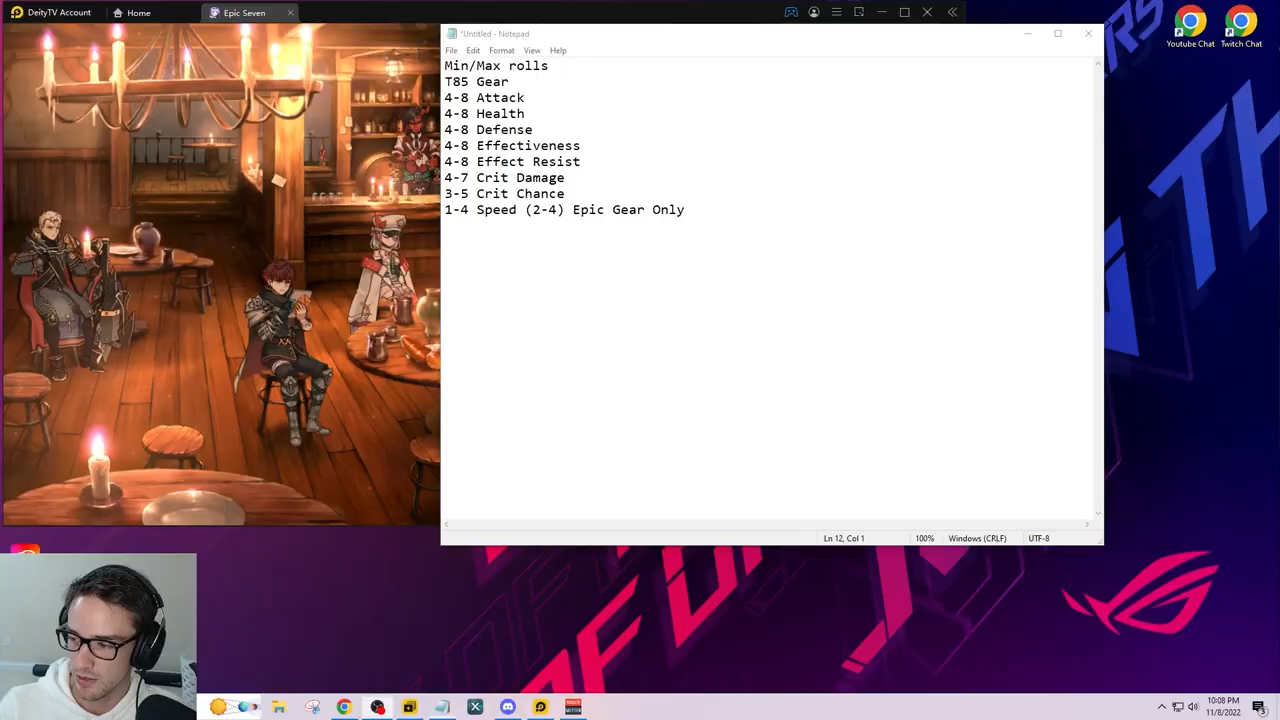 DeityTV Account
Home
Epic Seven
*Untitled - Notepad
File Edit Format View Help
Min/Max rolls
T85 Gear
4-8 Attack
4-8 Health
4-8 Defense
4-8 Effectiveness
4-8 Effect Resist
4-7 Crit Damage
3-5 Crit Chance
1-4 Speed (2-4) Epic Gear Only
Ln 12, Col 1 100% Windows (CRLF) UTF-8
Youtube Chat
Twitch Chat
10:08 PM
11/8/2022